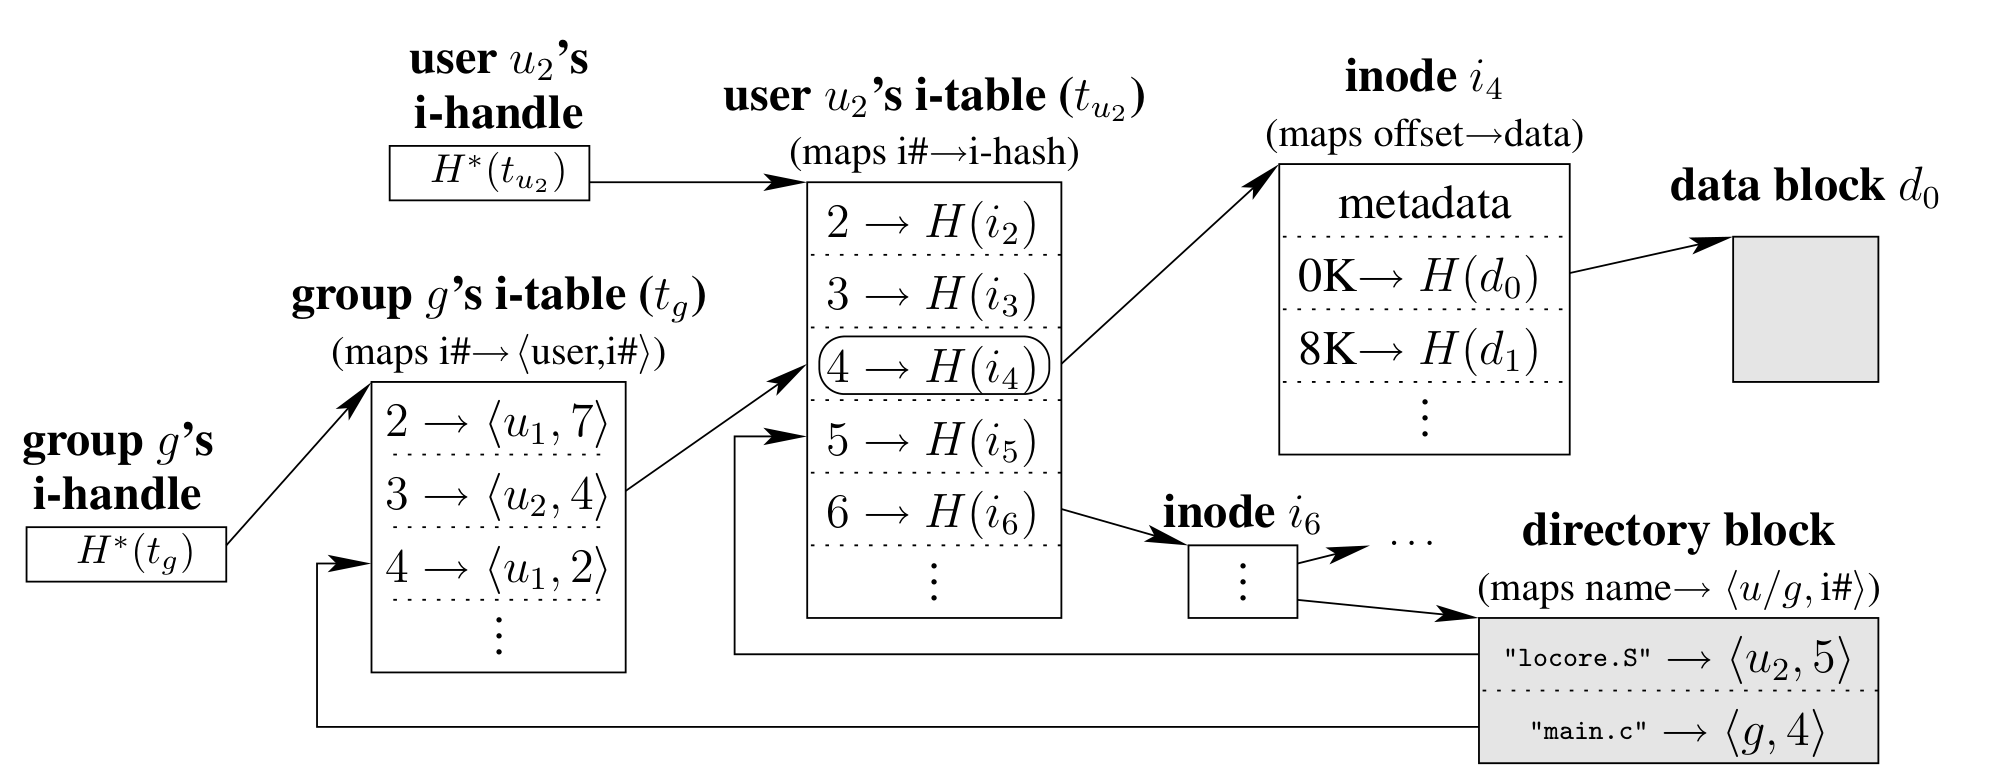 user u₂’s
i-handle
H*(t_{u₂})
user u₂’s i-table (t_{u₂})
(maps i#→i-hash)
2 → H(i₂)
3 → H(i₃)
4 → H(i₄)
5 → H(i₅)
6 → H(i₆)
⋮
group g’s i-table (t_g)
(maps i#→⟨user,i#⟩)
2 → ⟨u₁, 7⟩
3 → ⟨u₂, 4⟩
4 → ⟨u₁, 2⟩
⋮
group g’s
i-handle
H*(t_g)
inode i₄
(maps offset→data)
metadata
0K→ H(d₀)
8K→ H(d₁)
⋮
data block d₀
inode i₆
⋮
...
directory block
(maps name→ ⟨u/g, i#⟩)
"locore.S" → ⟨u₂, 5⟩
"main.c" → ⟨g, 4⟩